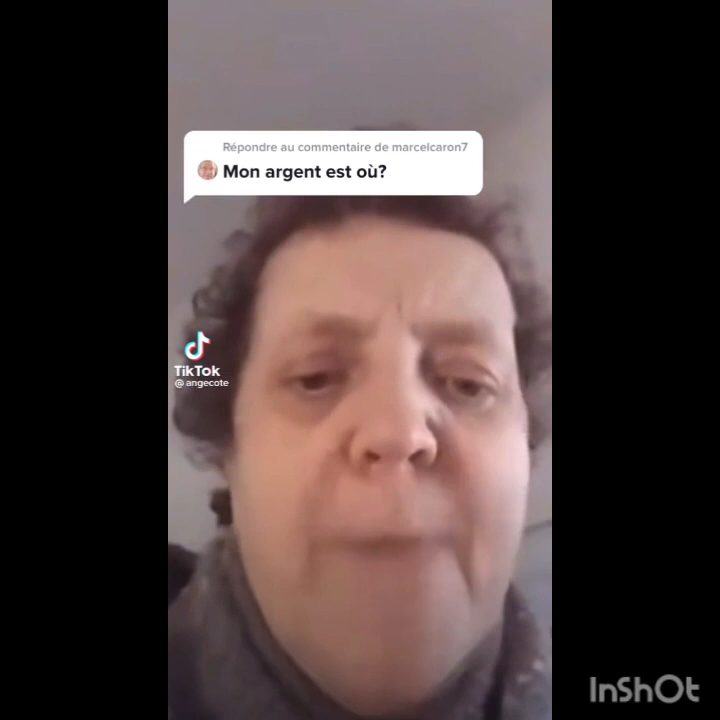 Répondre au commentaire de marcelcaron7
Mon argent est où?
TikTok
@angecote
InShOt